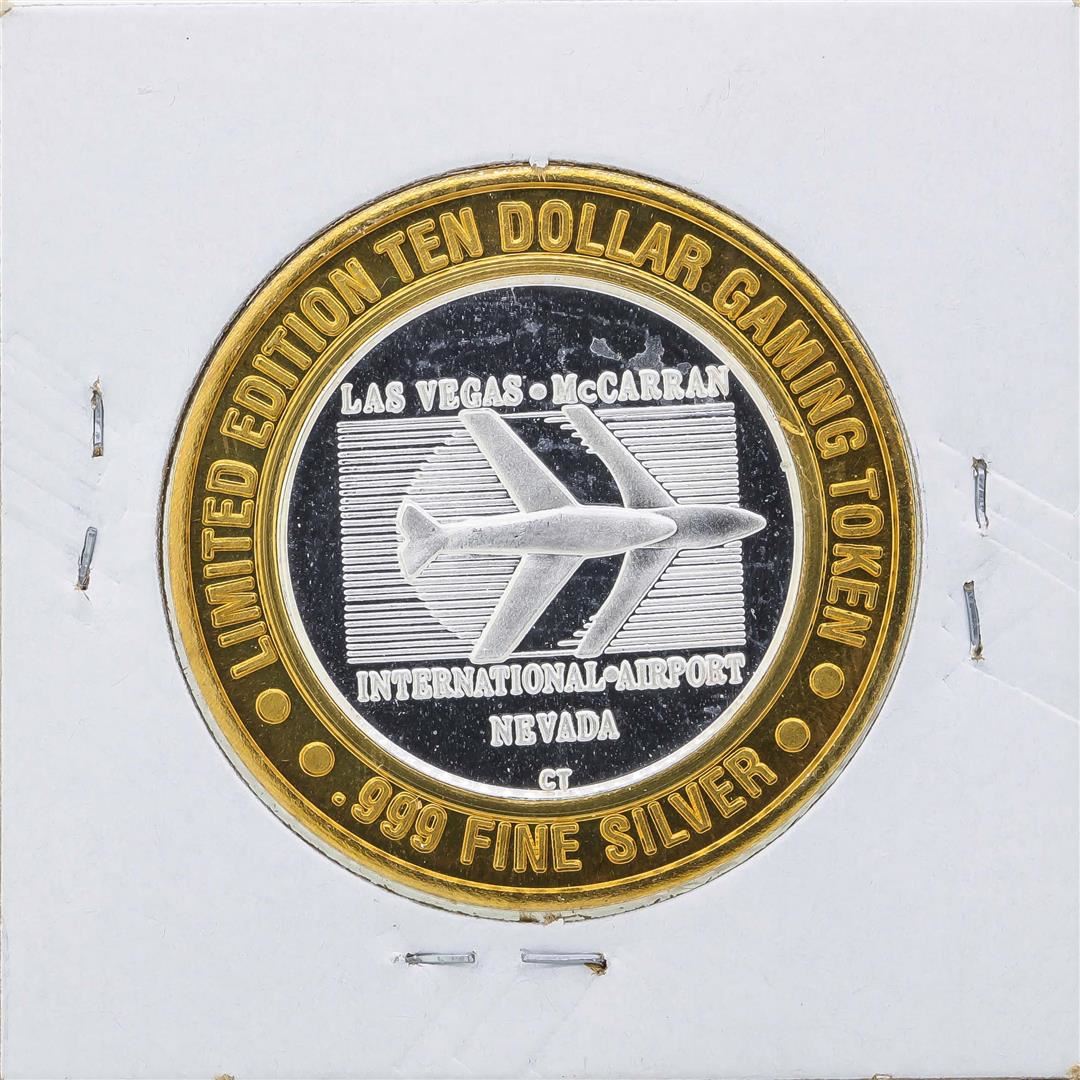 LIMITED EDITION TEN DOLLAR GAMING TOKEN
LAS VEGAS • McCARRAN
INTERNATIONAL • AIRPORT
NEVADA
CT
.999 FINE SILVER